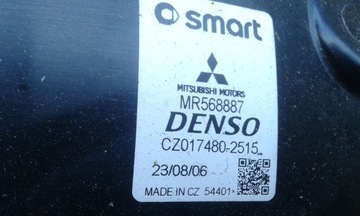 smart
MITSUBISHI MOTORS
MR568887
DENSO
CZ017480-2515
23/08/06
MADE IN CZ 54401